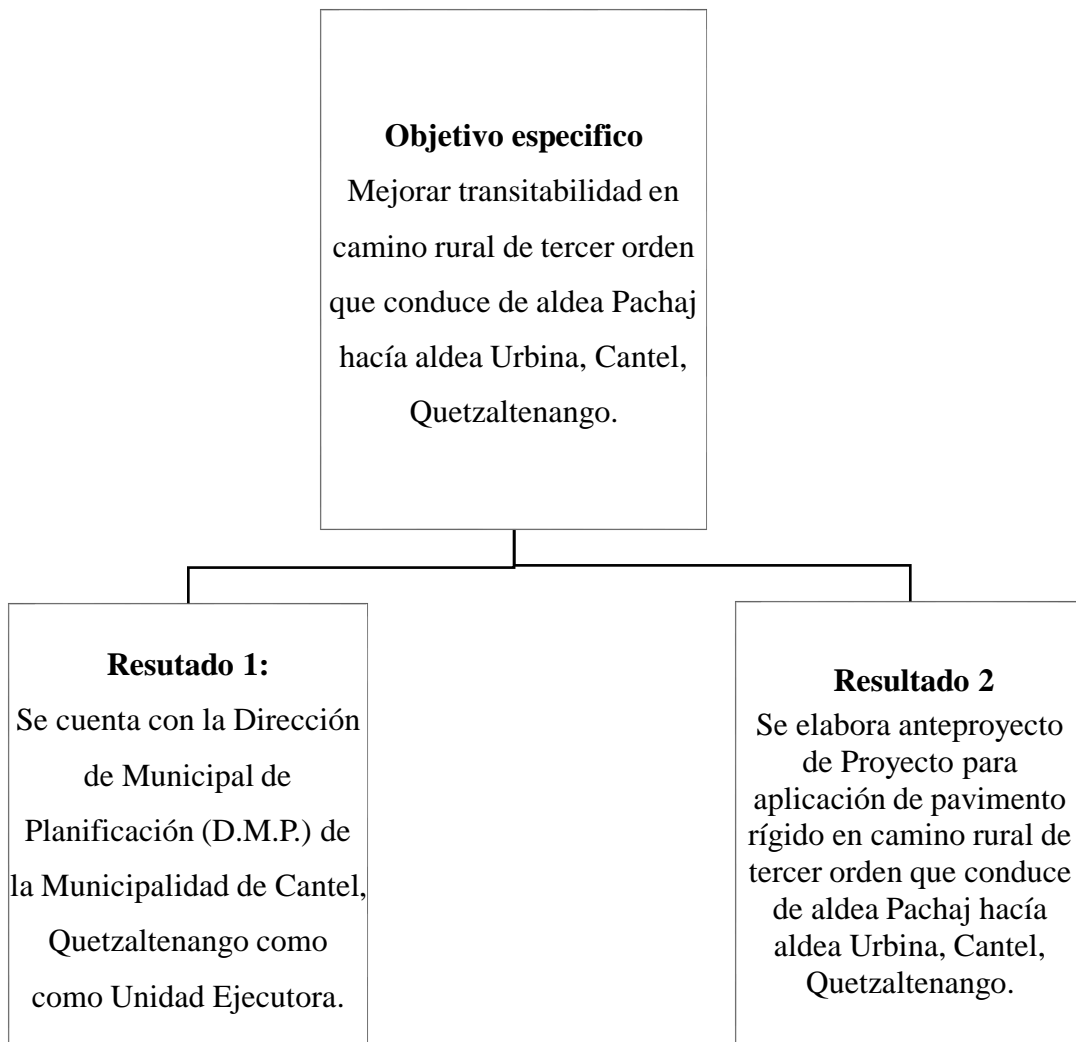 Objetivo especifico
Mejorar transitabilidad en
camino rural de tercer orden
que conduce de aldea Pachaj
hacía aldea Urbina, Cantel,
Quetzaltenango.
Resutado 1:
Se cuenta con la Dirección
de Municipal de
Planificación (D.M.P.) de
la Municipalidad de Cantel,
Quetzaltenango como
como Unidad Ejecutora.
Resultado 2
Se elabora anteproyecto
de Proyecto para
aplicación de pavimento
rígido en camino rural de
tercer orden que conduce
de aldea Pachaj hacía
aldea Urbina, Cantel,
Quetzaltenango.